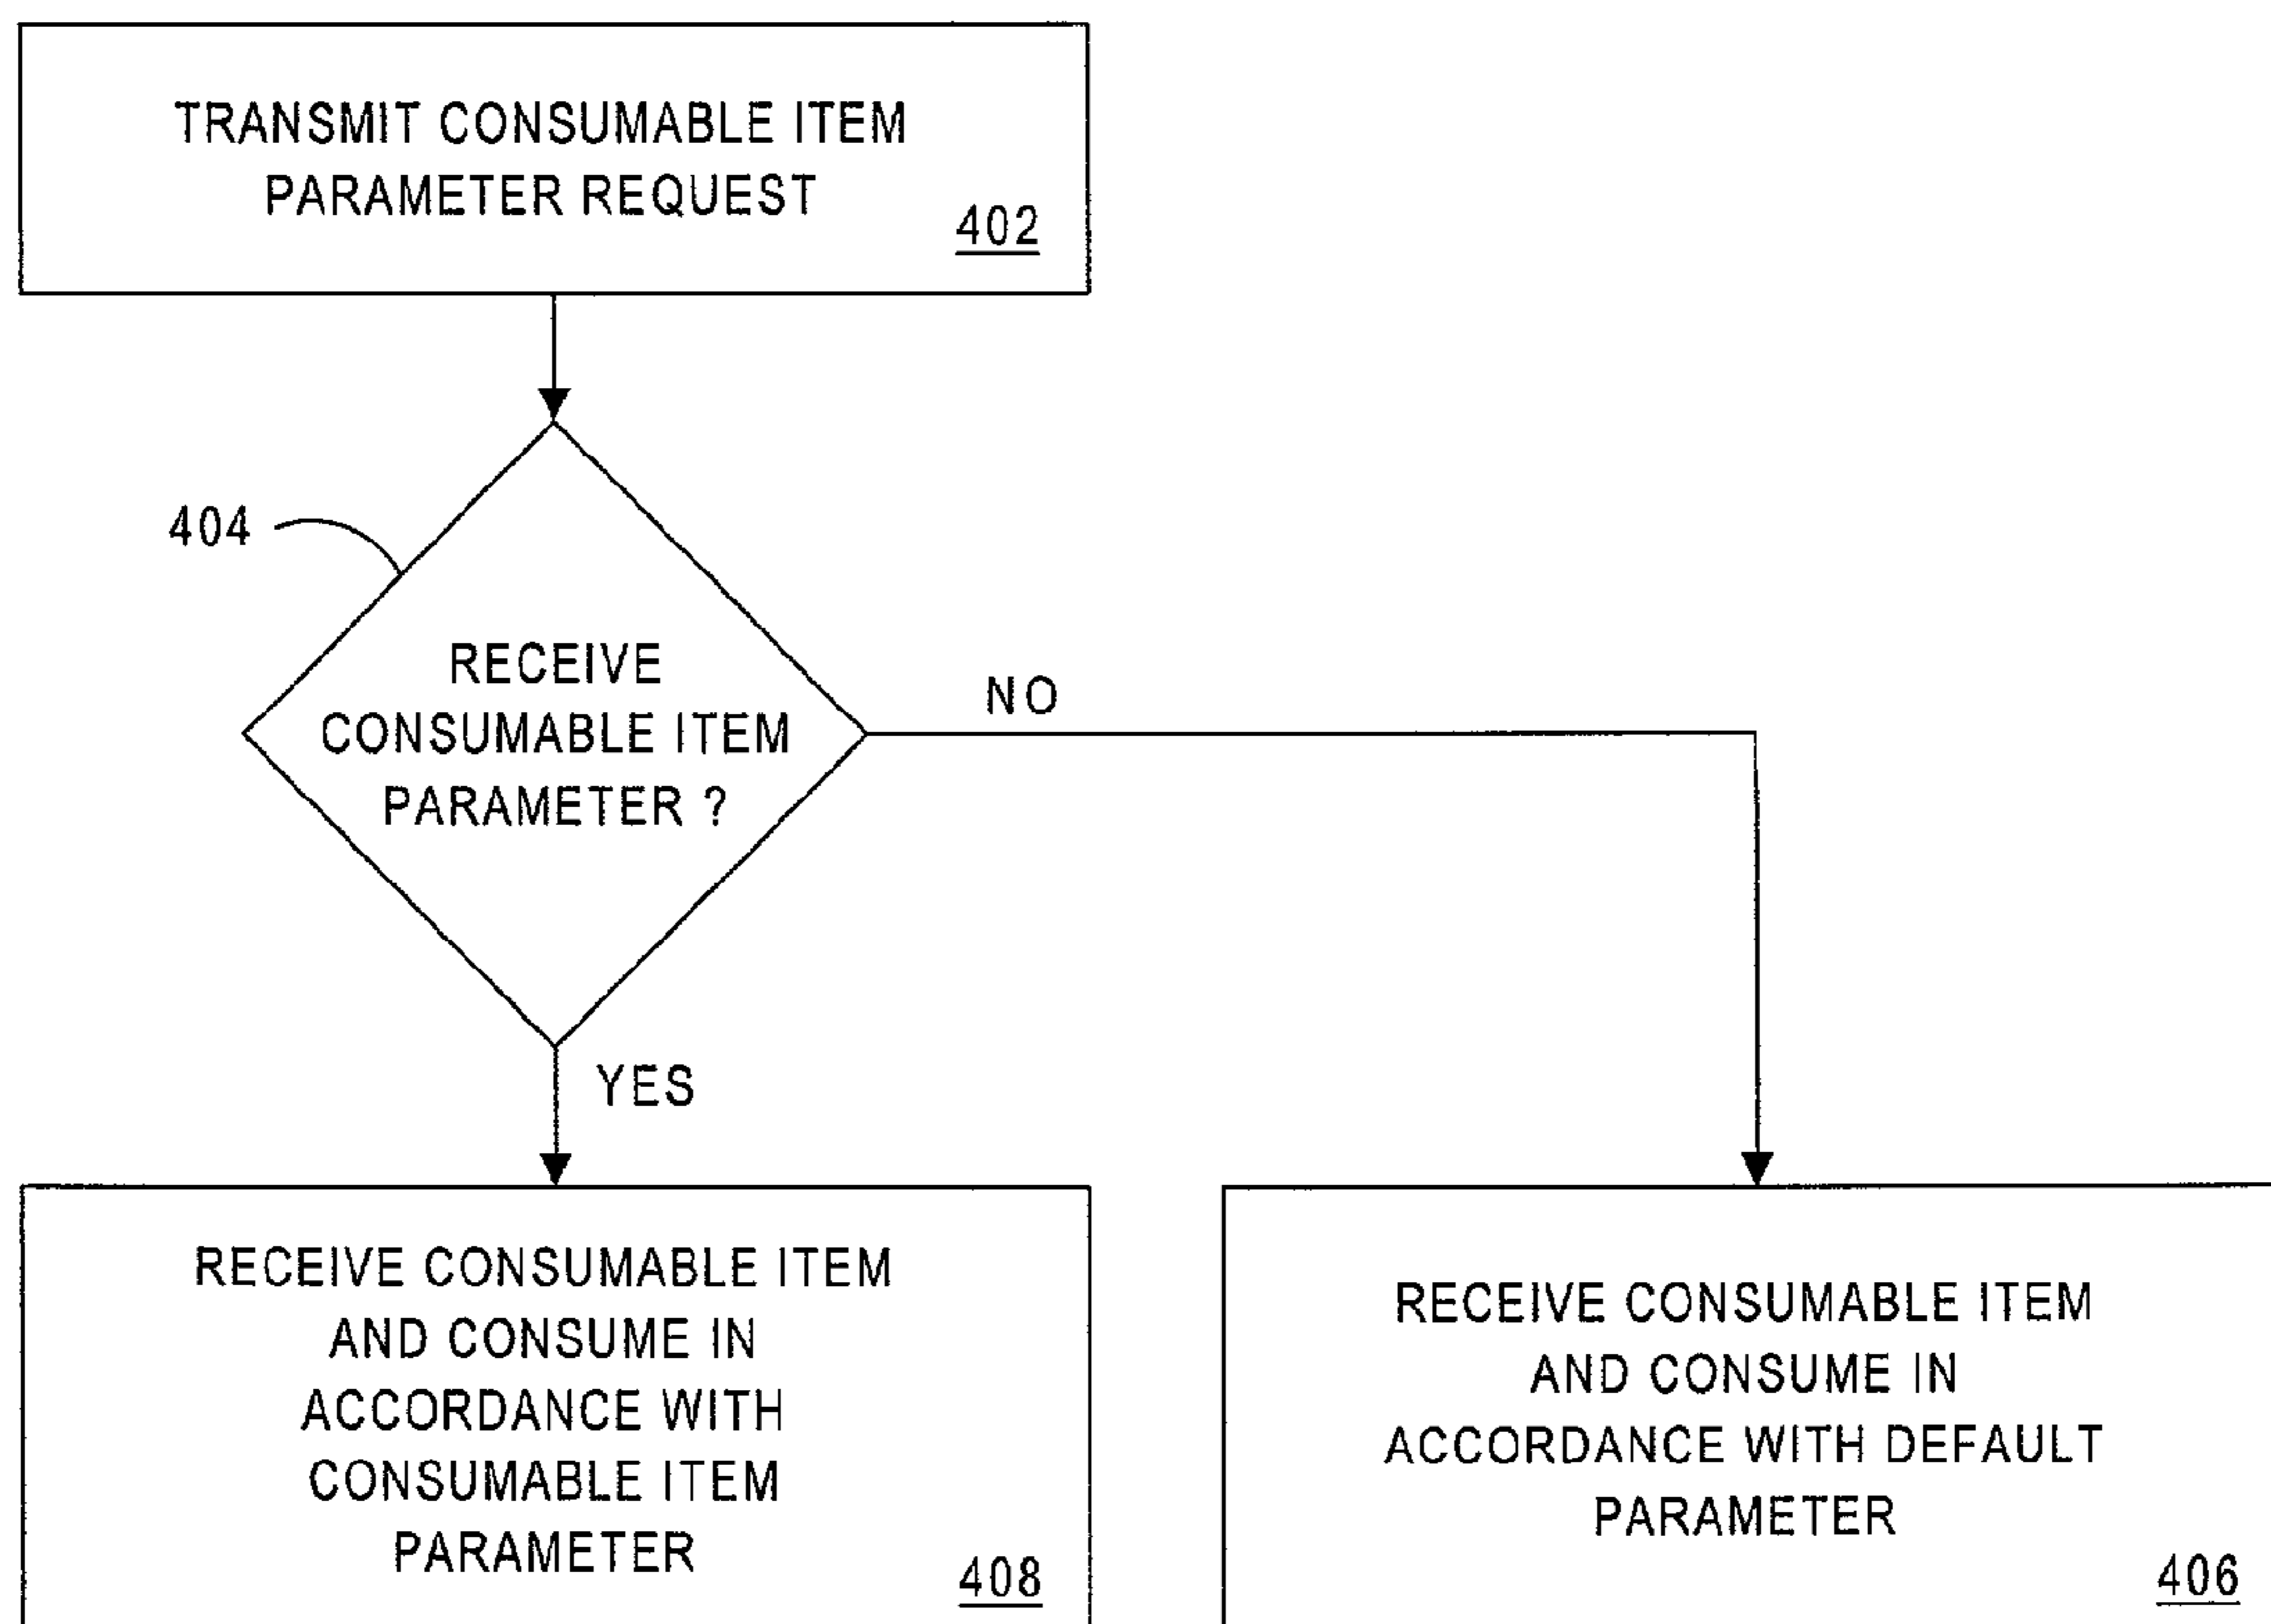 TRANSMIT CONSUMABLE ITEM
PARAMETER REQUEST
402
404
RECEIVE
CONSUMABLE ITEM
PARAMETER ?
NO
YES
RECEIVE CONSUMABLE ITEM
AND CONSUME IN
ACCORDANCE WITH
CONSUMABLE ITEM
PARAMETER
408
RECEIVE CONSUMABLE ITEM
AND CONSUME IN
ACCORDANCE WITH DEFAULT
PARAMETER
406